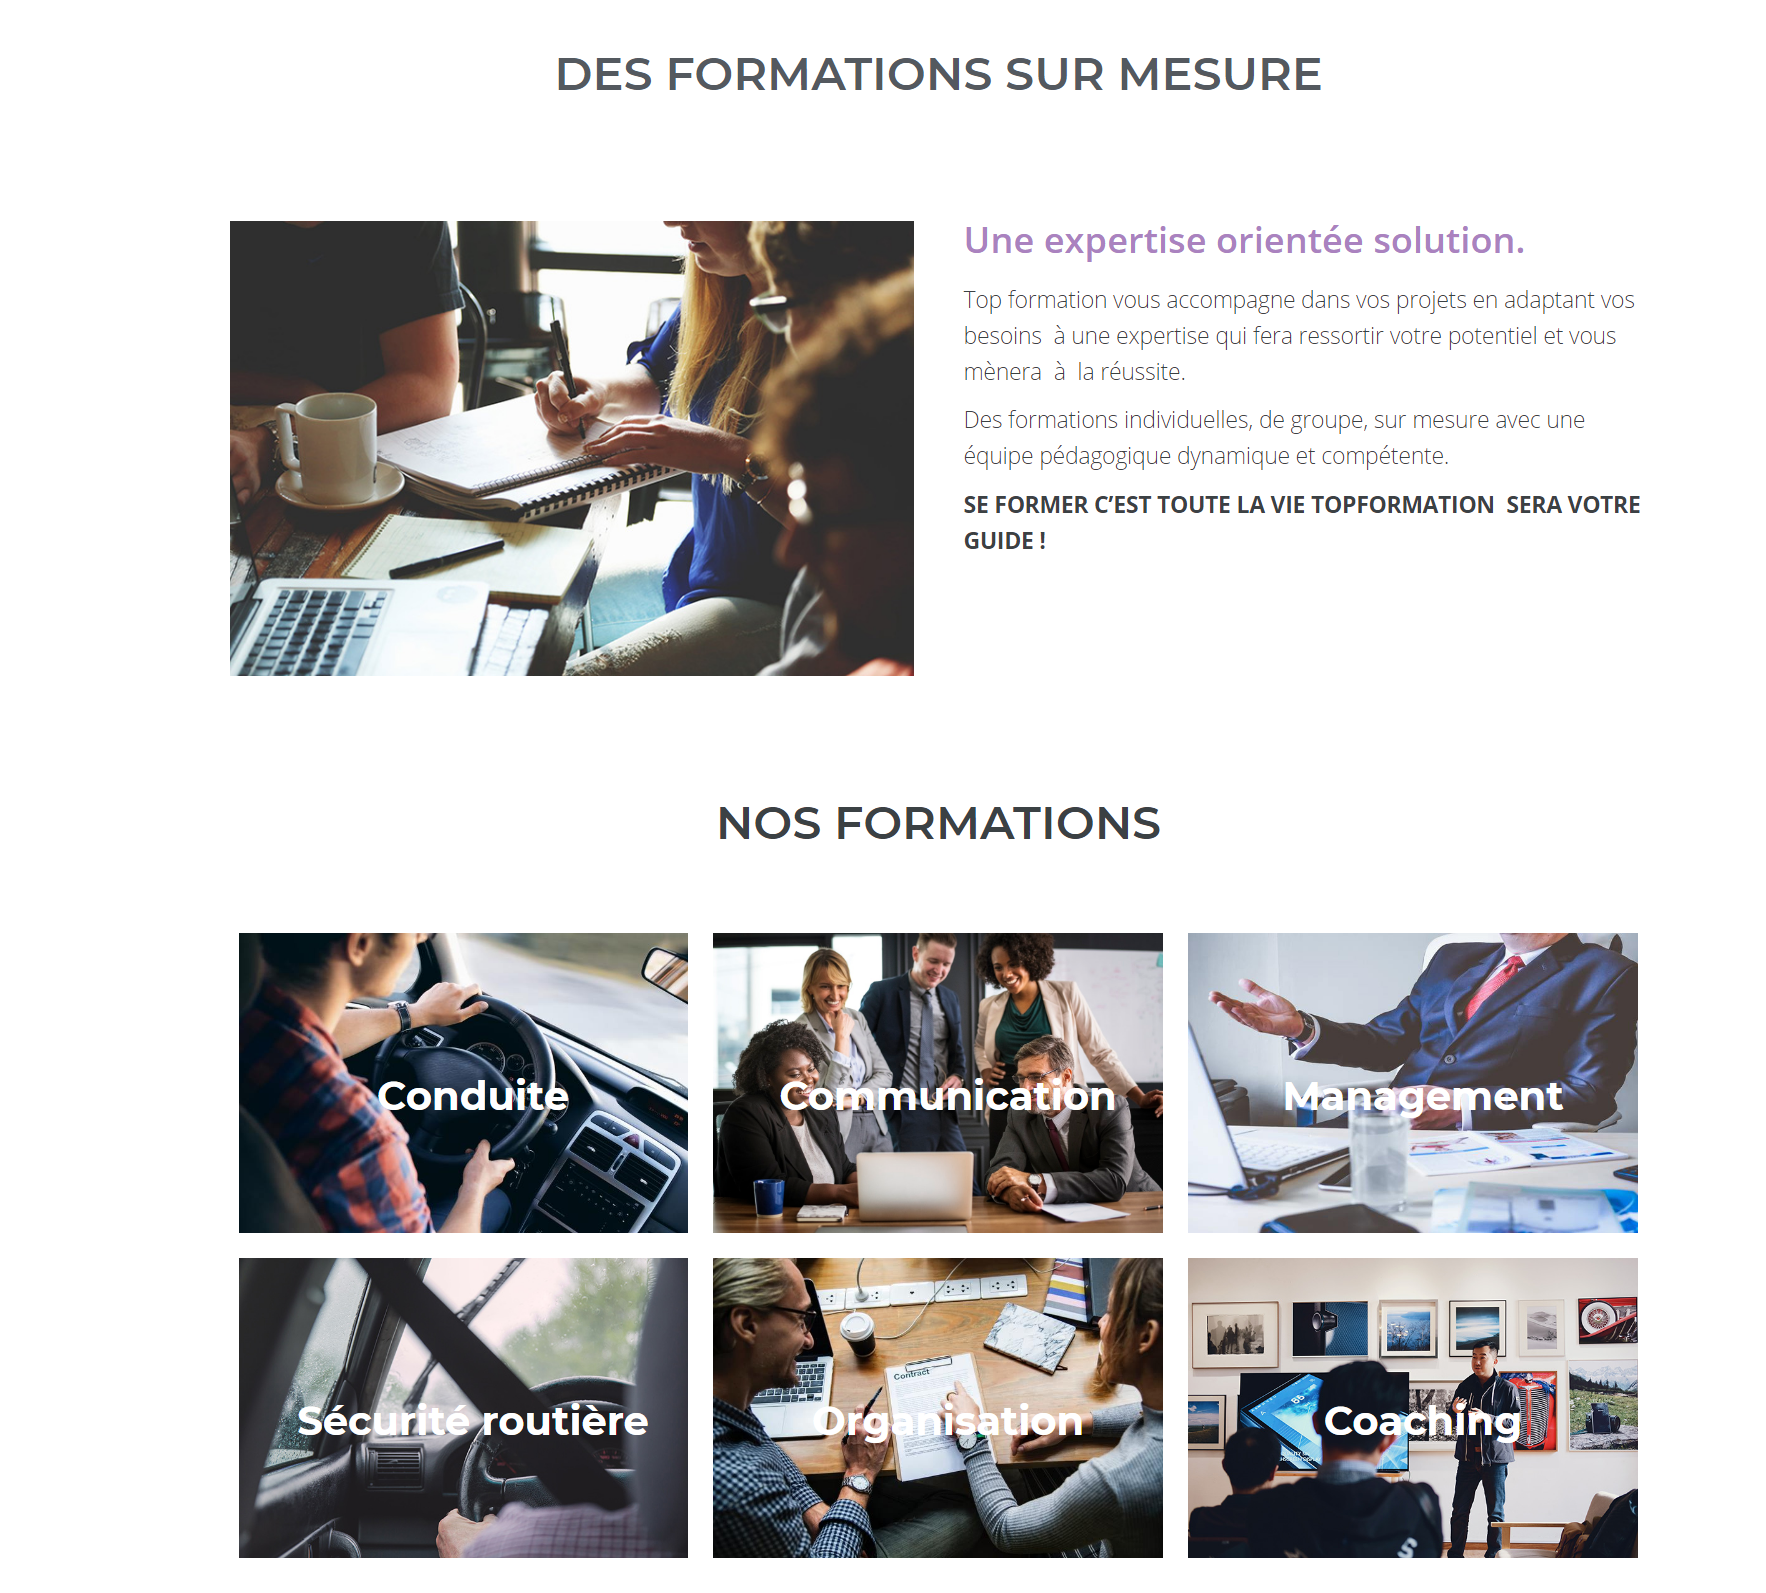 DES FORMATIONS SUR MESURE
Une expertise orientée solution.
Top formation vous accompagne dans vos projets en adaptant vos
besoins  à une expertise qui fera ressortir votre potentiel et vous
mènera  à  la réussite.
Des formations individuelles, de groupe, sur mesure avec une
équipe pédagogique dynamique et compétente.
SE FORMER C’EST TOUTE LA VIE TOPFORMATION  SERA VOTRE
GUIDE !
NOS FORMATIONS
Conduite
Communication
Management
Sécurité routière
Contract
Organisation
Coaching